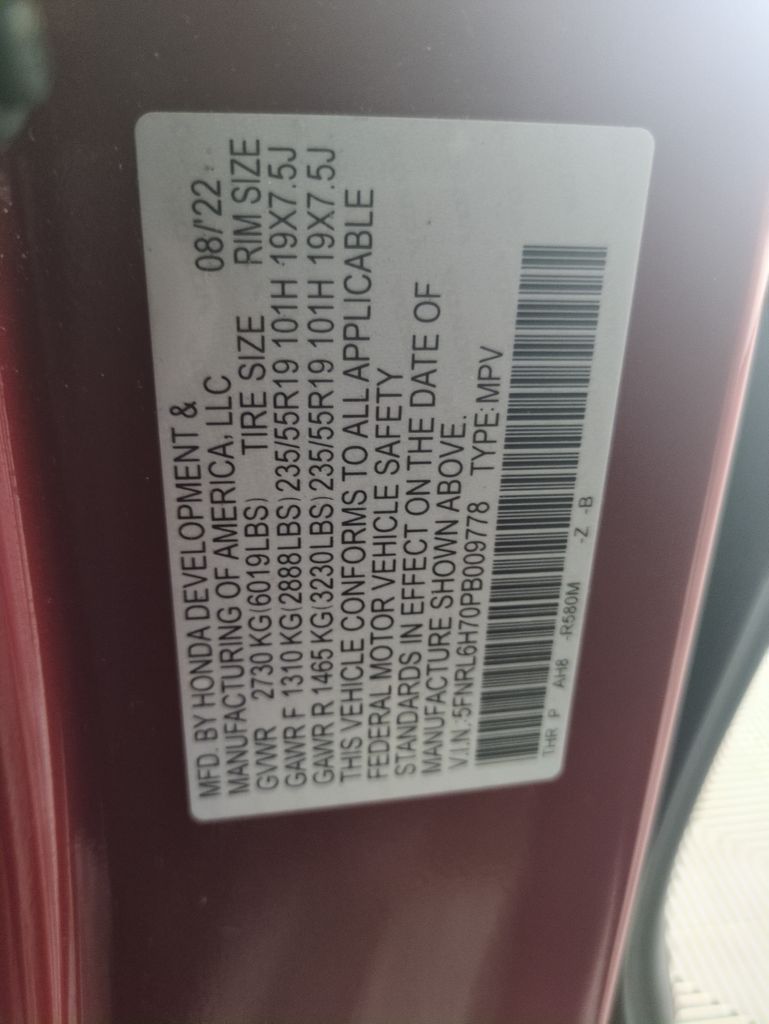 MFD. BY HONDA DEVELOPMENT &
MANUFACTURING OF AMERICA, LLC 08/'22
GVWR 2730 KG(6019LBS) TIRE SIZE RIM SIZE
GAWR F 1310 KG(2888LBS) 235/55R19 101H 19X7.5J
GAWR R 1465 KG(3230LBS) 235/55R19 101H 19X7.5J
THIS VEHICLE CONFORMS TO ALL APPLICABLE
FEDERAL MOTOR VEHICLE SAFETY
STANDARDS IN EFFECT ON THE DATE OF
MANUFACTURE SHOWN ABOVE.
V.I.N.:5FNRL6H70PB009778 TYPE:MPV
THR P AH8 -R580M -Z -B